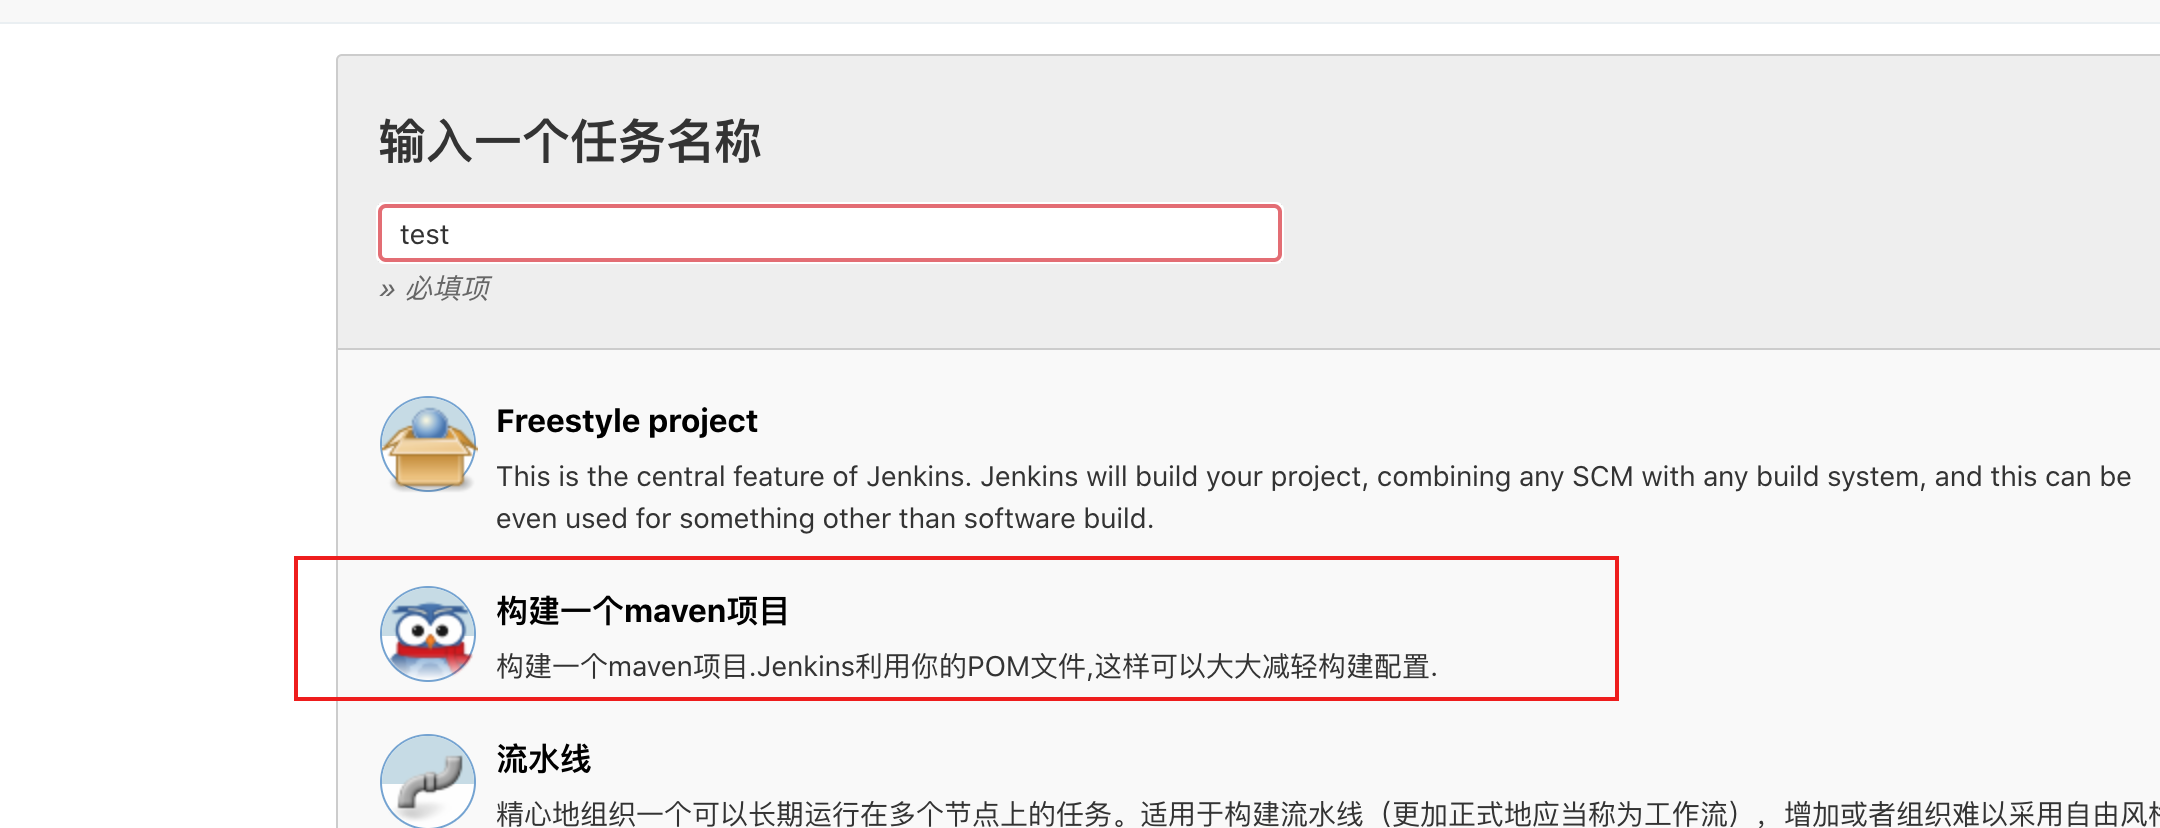 输入一个任务名称
test
» 必填项
Freestyle project
This is the central feature of Jenkins. Jenkins will build your project, combining any SCM with any build system, and this can be
even used for something other than software build.
构建一个maven项目
构建一个maven项目.Jenkins利用你的POM文件,这样可以大大减轻构建配置.
流水线
精心地组织一个可以长期运行在多个节点上的任务。适用于构建流水线（更加正式地应当称为工作流），增加或者组织难以采用自由风格